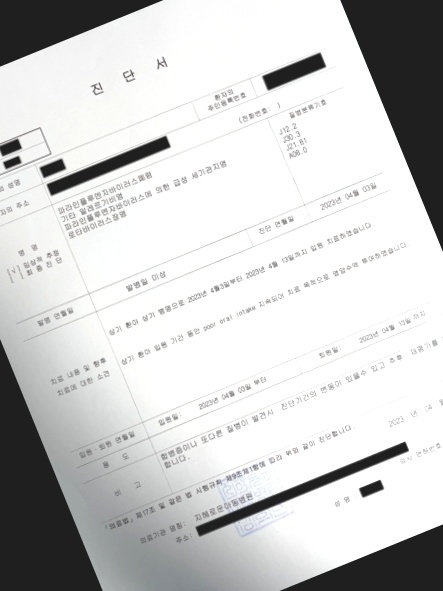 진 단 서
환자의
주민등록번호
(전화번호: )
의 성명
자의 주소
질병분류기호
파라인플루엔자바이러스폐렴
기타 알레르기비염
파라인플루엔자바이러스에 의한 급성 세기관지염
로타바이러스장염
J12.2
J30.3
J21.81
A08.0
병 명
[√] 임상적 추정
[ ] 최 종 진 단
발병 연월일
발병일 미상
진단 연월일
2023년 04월 03일
상기 환아 상기 병명으로 2023년 4월3일부터 2023년 4월 13일까지 입원 치료하였습니다
상기 환아 입원 기간 동안 poor oral intake 지속되어 치료 목적으로 영양수액 투여하였습니다
치료 내용 및 향후
치료에 대한 소견
입원·퇴원 연월일
입원일: 2023년 04월 03일 부터
퇴원일: 2023년 04월 13일 까지
용 도
비 고
합병증이나 또다른 질병이 발견시 진단기간의 변동이 있을수 있고 추후 재평가를
합니다.
「의료법」 제17조 및 같은 법 시행규칙 제9조제1항에 따라 위와 같이 진단합니다.
2023 년 04 월
의료기관 명칭: 지혜로운아동병원
주소:
의사 면허번호
성 명